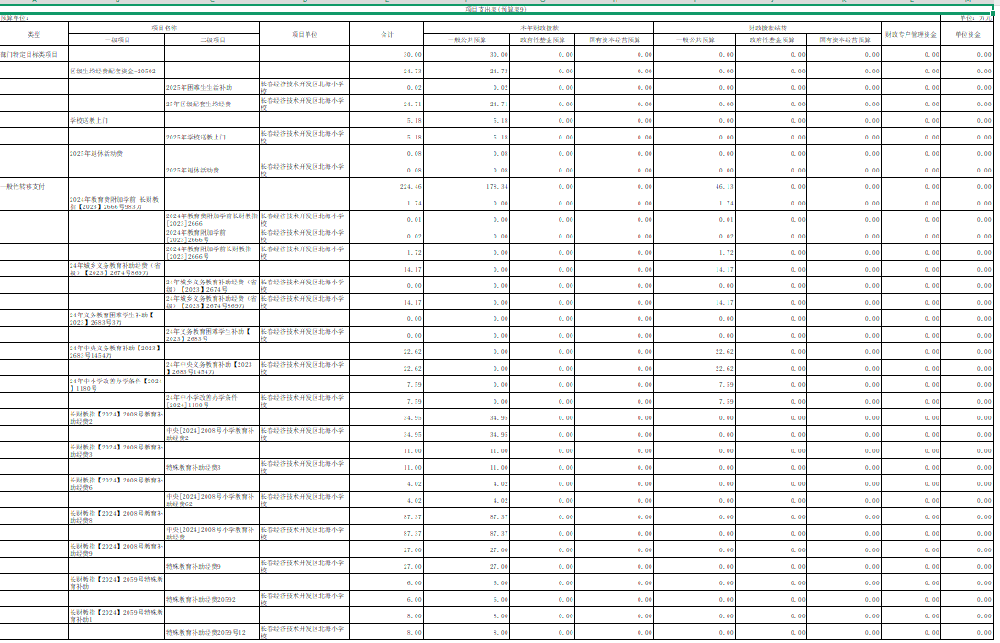 项目支出表(预算表9)
预算单位: 单位: 万元
类型 项目名称 项目单位 合计 本年财政拨款 财政拨款结转 财政专户管理资金 单位资金
一级项目 二级项目 一般公共预算 政府性基金预算 国有资本经营预算 一般公共预算 政府性基金预算 国有资本经营预算
部门特定目标类项目 30.00 30.00 0.00 0.00 0.00 0.00 0.00 0.00 0.00
区级生均经费配套资金-20502 24.73 24.73 0.00 0.00 0.00 0.00 0.00 0.00 0.00
2025年困难生生活补助 长春经济技术开发区北海小学校 0.02 0.02 0.00 0.00 0.00 0.00 0.00 0.00 0.00
25年区级配套生均经费 长春经济技术开发区北海小学校 24.71 24.71 0.00 0.00 0.00 0.00 0.00 0.00 0.00
学校送教上门 5.18 5.18 0.00 0.00 0.00 0.00 0.00 0.00 0.00
2025年学校送教上门 长春经济技术开发区北海小学校 5.18 5.18 0.00 0.00 0.00 0.00 0.00 0.00 0.00
2025年退休活动费 0.08 0.08 0.00 0.00 0.00 0.00 0.00 0.00 0.00
2025年退休活动费 长春经济技术开发区北海小学校 0.08 0.08 0.00 0.00 0.00 0.00 0.00 0.00 0.00
一般性转移支付 224.46 178.34 0.00 0.00 46.13 0.00 0.00 0.00 0.00
2024年教育费附加学前 长财教指【2023】2666号983万 1.74 0.00 0.00 0.00 1.74 0.00 0.00 0.00 0.00
2024年教育费附加学前长财教指[2023]2666 长春经济技术开发区北海小学校 0.01 0.00 0.00 0.00 0.01 0.00 0.00 0.00 0.00
2024年教育附加学前[2023]2666号 长春经济技术开发区北海小学校 0.02 0.00 0.00 0.00 0.02 0.00 0.00 0.00 0.00
2024年教育附加学前长财教指[2023]2666号 长春经济技术开发区北海小学校 1.72 0.00 0.00 0.00 1.72 0.00 0.00 0.00 0.00
24年城乡义务教育补助经费（省级）【2023】2674号869万 14.17 0.00 0.00 0.00 14.17 0.00 0.00 0.00 0.00
24年城乡义务教育补助经费（省级）【2023】2674号 长春经济技术开发区北海小学校 0.00 0.00 0.00 0.00 0.00 0.00 0.00 0.00 0.00
24年城乡义务教育补助经费（省级）【2023】2674号869万 长春经济技术开发区北海小学校 14.17 0.00 0.00 0.00 14.17 0.00 0.00 0.00 0.00
24年义务教育困难学生补助【2023】2683号3万 0.00 0.00 0.00 0.00 0.00 0.00 0.00 0.00 0.00
24年义务教育困难学生补助【2023】2683号 长春经济技术开发区北海小学校 0.00 0.00 0.00 0.00 0.00 0.00 0.00 0.00 0.00
24年中央义务教育补助【2023】2683号1454万 22.62 0.00 0.00 0.00 22.62 0.00 0.00 0.00 0.00
24年中央义务教育补助【2023】2683号1454万 长春经济技术开发区北海小学校 22.62 0.00 0.00 0.00 22.62 0.00 0.00 0.00 0.00
24年中小学改善办学条件【2024】1180号 7.59 0.00 0.00 0.00 7.59 0.00 0.00 0.00 0.00
24年中小学改善办学条件[2024]1180号 长春经济技术开发区北海小学校 7.59 0.00 0.00 0.00 7.59 0.00 0.00 0.00 0.00
长财教指【2024】2008号教育补助经费2 34.95 34.95 0.00 0.00 0.00 0.00 0.00 0.00 0.00
中央[2024]2008号小学教育补助经费2 长春经济技术开发区北海小学校 34.95 34.95 0.00 0.00 0.00 0.00 0.00 0.00 0.00
长财教指【2024】2008号教育补助经费3 11.00 11.00 0.00 0.00 0.00 0.00 0.00 0.00 0.00
特殊教育补助经费3 长春经济技术开发区北海小学校 11.00 11.00 0.00 0.00 0.00 0.00 0.00 0.00 0.00
长财教指【2024】2008号教育补助经费6 4.02 4.02 0.00 0.00 0.00 0.00 0.00 0.00 0.00
中央[2024]2008号小学教育补助经费62 长春经济技术开发区北海小学校 4.02 4.02 0.00 0.00 0.00 0.00 0.00 0.00 0.00
长财教指【2024】2008号教育补助经费8 87.37 87.37 0.00 0.00 0.00 0.00 0.00 0.00 0.00
中央[2024]2008号小学教育补助经费 长春经济技术开发区北海小学校 87.37 87.37 0.00 0.00 0.00 0.00 0.00 0.00 0.00
长财教指【2024】2008号教育补助经费9 27.00 27.00 0.00 0.00 0.00 0.00 0.00 0.00 0.00
特殊教育补助经费9 长春经济技术开发区北海小学校 27.00 27.00 0.00 0.00 0.00 0.00 0.00 0.00 0.00
长财教指【2024】2059号特殊教育补助 6.00 6.00 0.00 0.00 0.00 0.00 0.00 0.00 0.00
特殊教育补助经费20592 长春经济技术开发区北海小学校 6.00 6.00 0.00 0.00 0.00 0.00 0.00 0.00 0.00
长财教指【2024】2059号特殊教育补助1 8.00 8.00 0.00 0.00 0.00 0.00 0.00 0.00 0.00
特殊教育补助经费2059号12 长春经济技术开发区北海小学校 8.00 8.00 0.00 0.00 0.00 0.00 0.00 0.00 0.00